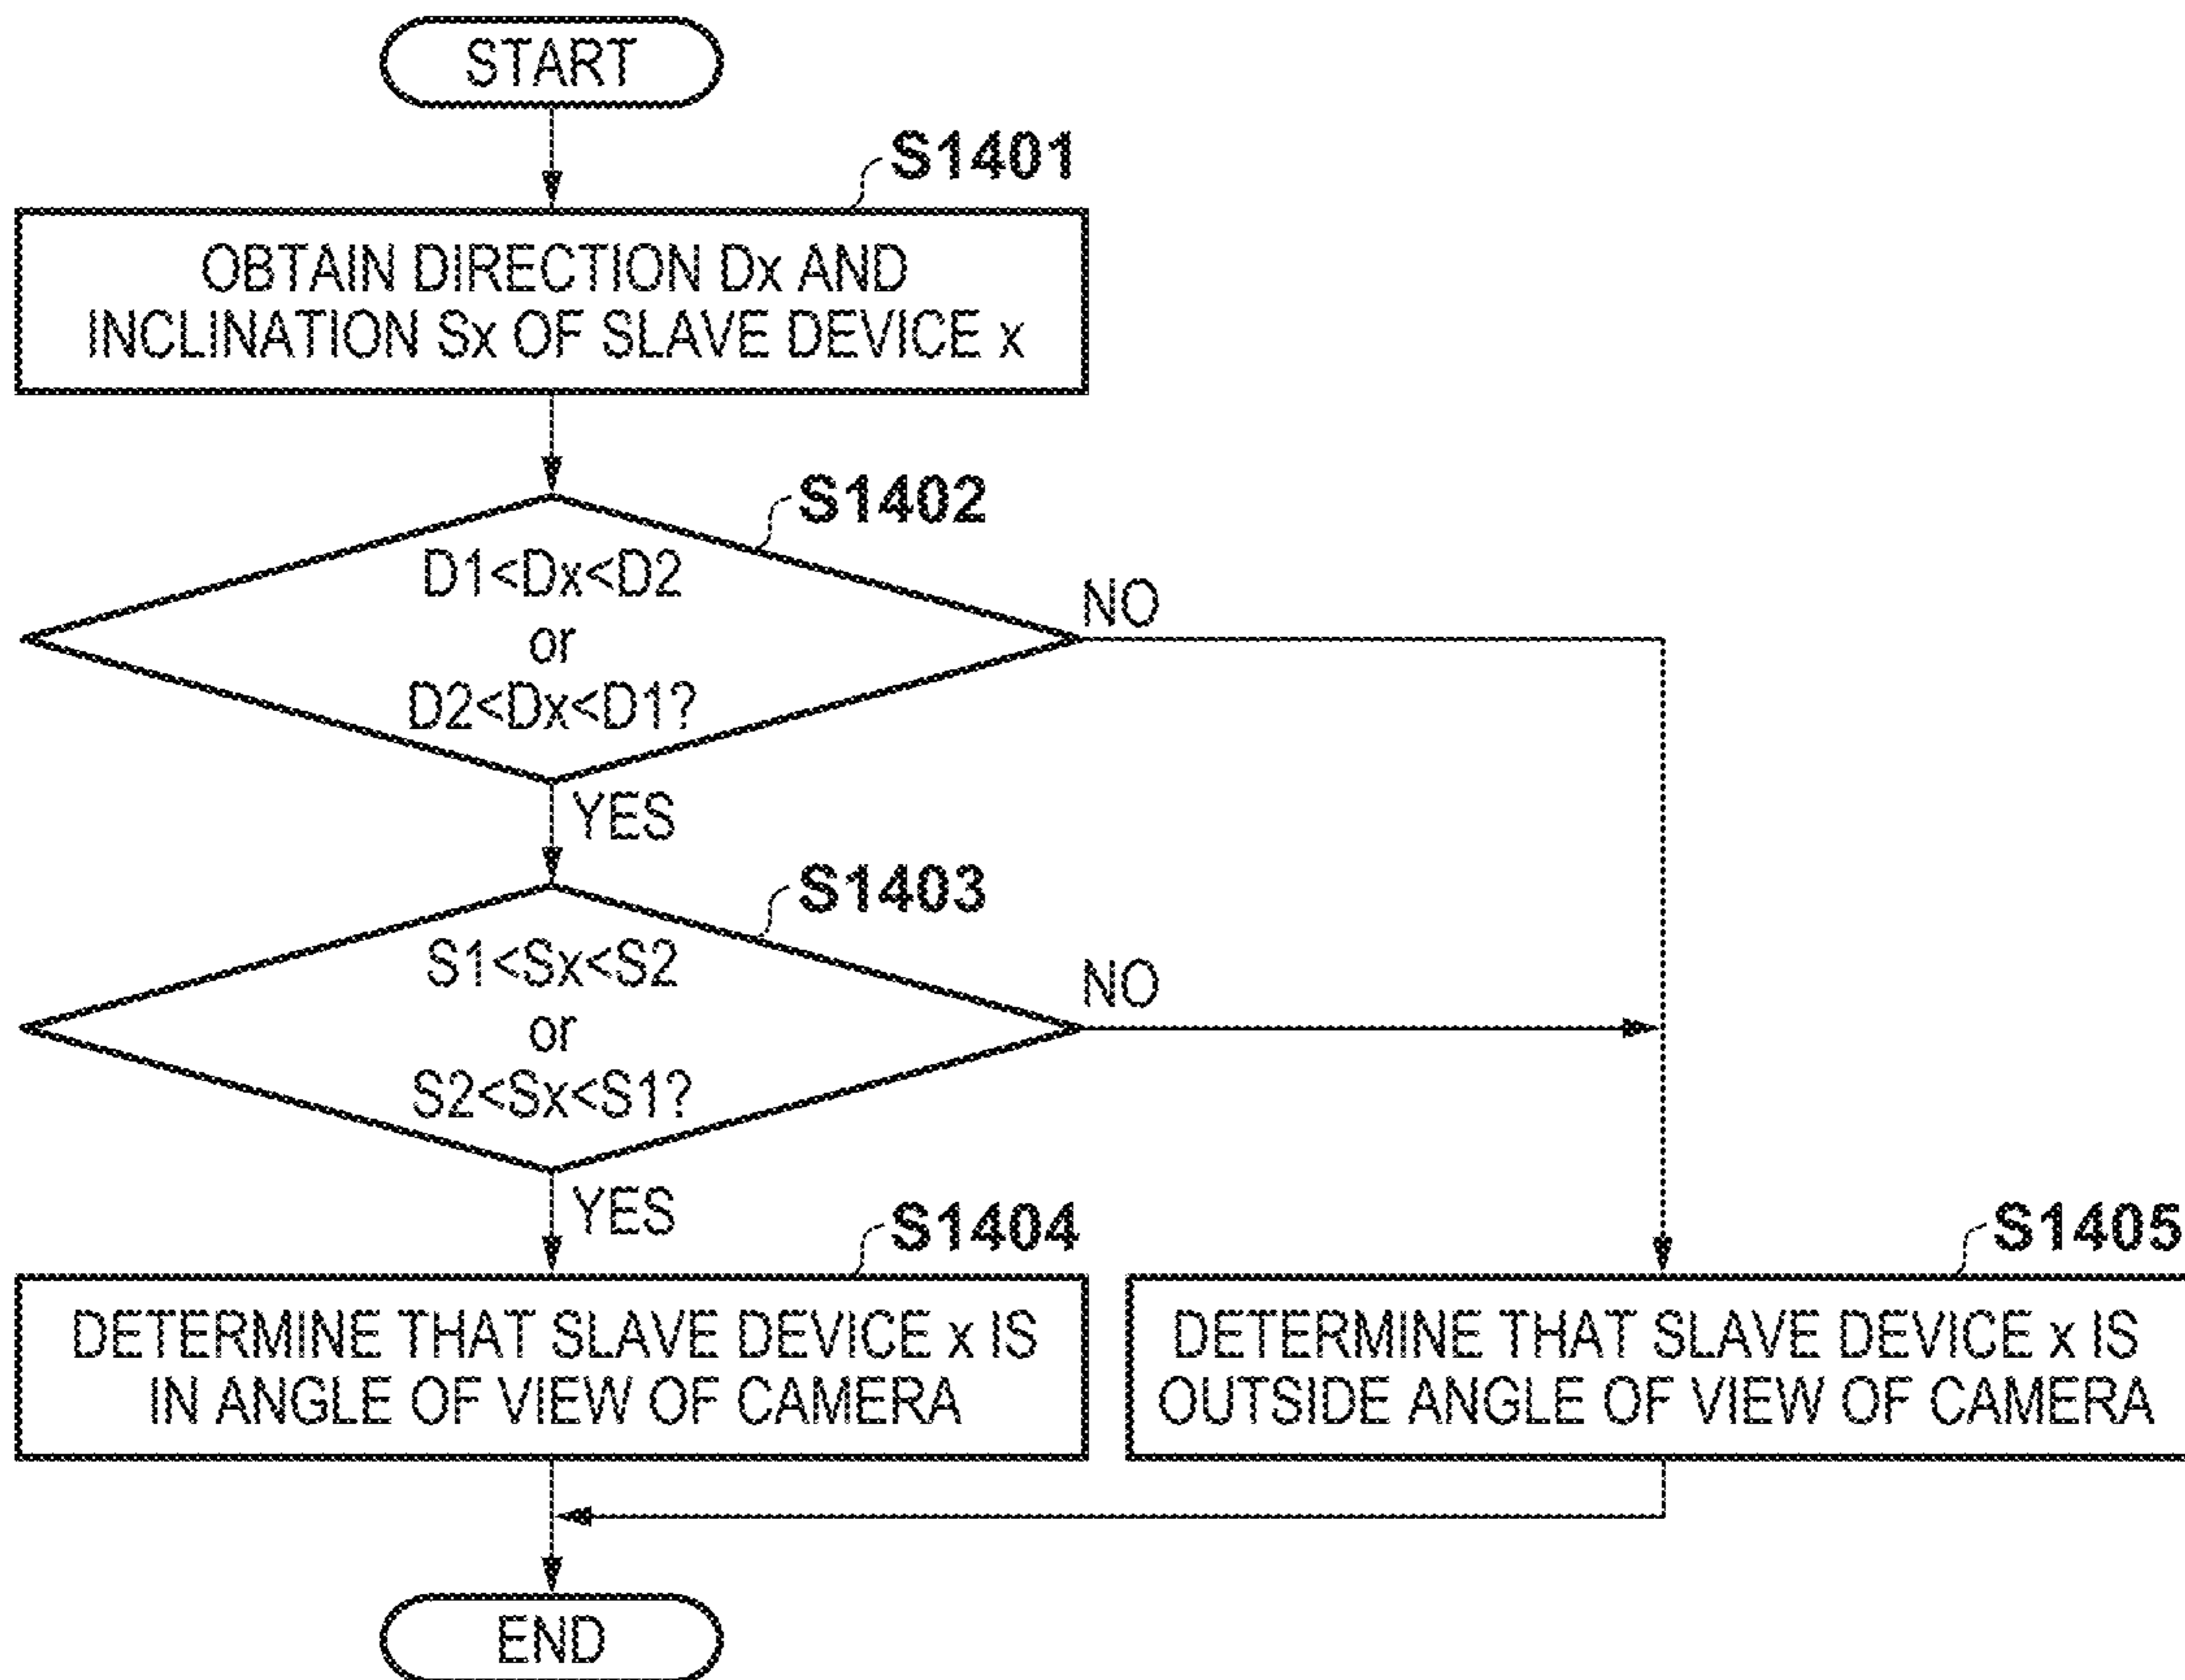 START
S1401
OBTAIN DIRECTION Dx AND
INCLINATION Sx OF SLAVE DEVICE x
S1402
D1<Dx<D2
or
D2<Dx<D1?
NO
YES
S1403
S1<Sx<S2
or
S2<Sx<S1?
NO
YES
S1404
DETERMINE THAT SLAVE DEVICE x IS
IN ANGLE OF VIEW OF CAMERA
S1405
DETERMINE THAT SLAVE DEVICE x IS
OUTSIDE ANGLE OF VIEW OF CAMERA
END